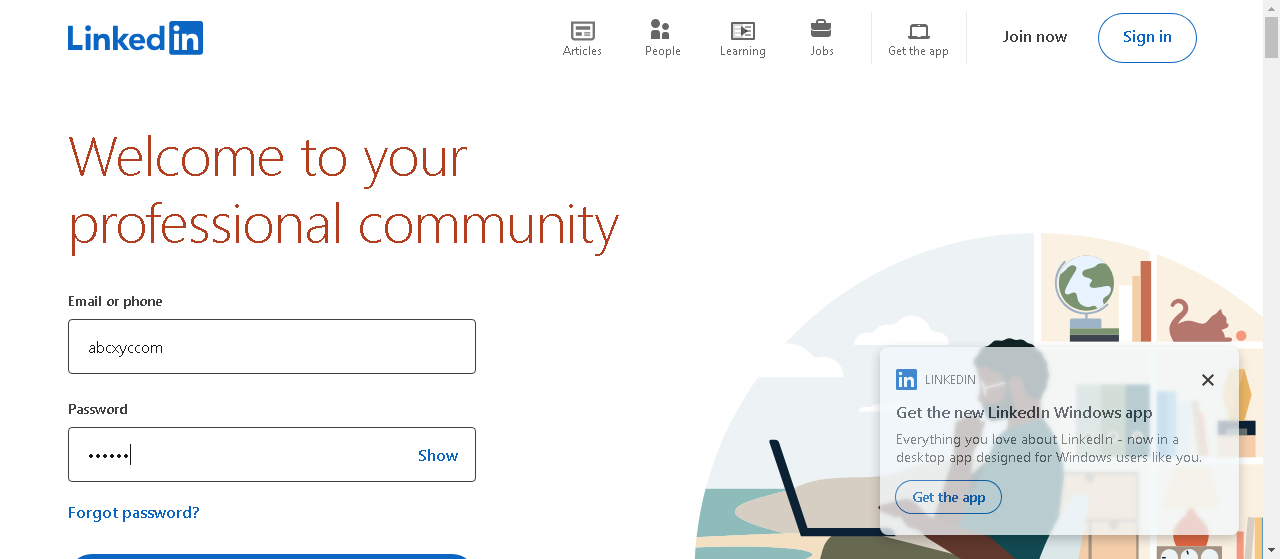 Linkedin
Articles
People
Learning
Jobs
Get the app
Join now
Sign in
Welcome to your
professional community
Email or phone
abcxyccom
Password
••••••
Show
Forgot password?
in LINKEDIN
Get the new LinkedIn Windows app
Everything you love about LinkedIn - now in a
desktop app designed for Windows users like you.
Get the app